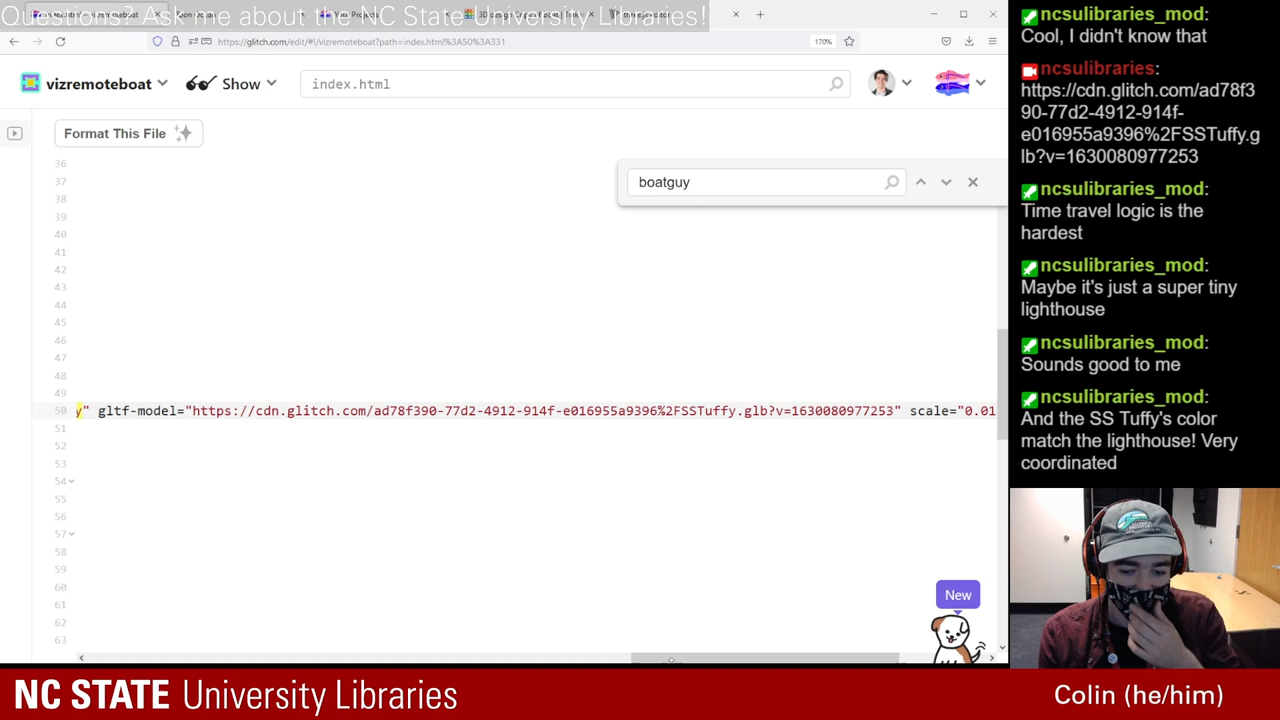 Questions? Ask me about the NC State University Libraries!
https://glitch.com/edit/#!/vizremoteboat?path=index.html%3A50%3A331
170%
vizremoteboat
Show
index.html
Format This File
boatguy
36
37
38
39
40
41
42
43
44
45
46
47
48
49
50 y" gltf-model="https://cdn.glitch.com/ad78f390-77d2-4912-914f-e016955a9396%2FSSTuffy.glb?v=1630080977253" scale="0.01
51
52
53
54
55
56
57
58
59
60
61
62
63
New
ncsulibraries_mod:
Cool, I didn't know that
ncsulibraries:
https://cdn.glitch.com/ad78f3
90-77d2-4912-914f-
e016955a9396%2FSSTuffy.g
lb?v=1630080977253
ncsulibraries_mod:
Time travel logic is the
hardest
ncsulibraries_mod:
Maybe it's just a super tiny
lighthouse
ncsulibraries_mod:
Sounds good to me
ncsulibraries_mod:
And the SS Tuffy's color
match the lighthouse! Very
coordinated
NC STATE University Libraries
Colin (he/him)